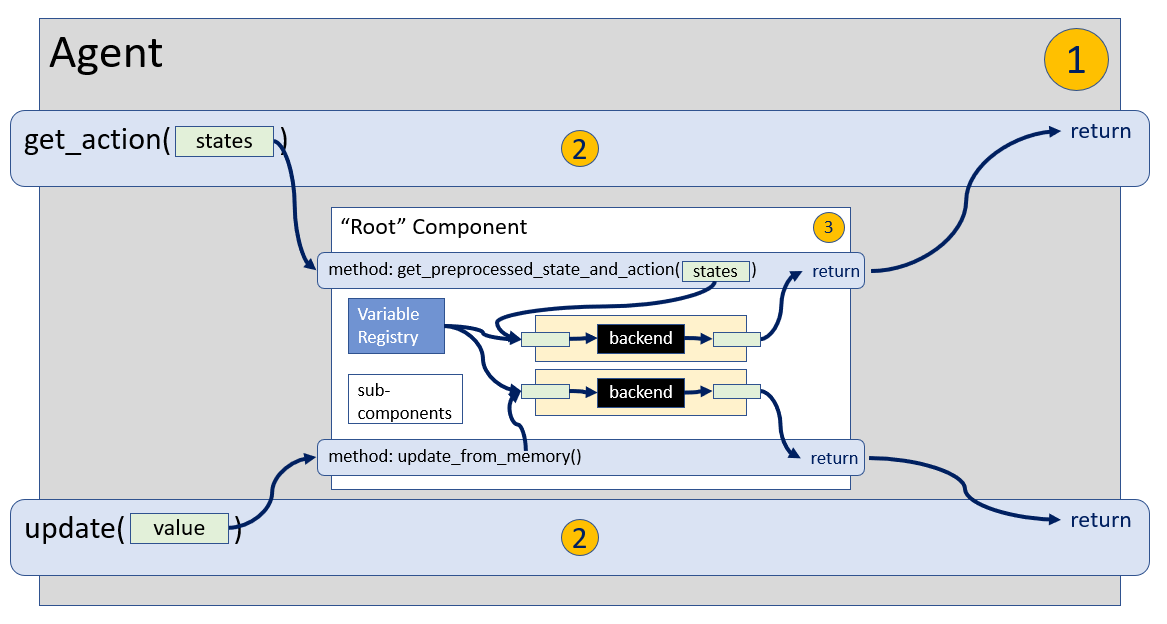 Agent
1
get_action( states )
2
return
“Root” Component
3
method: get_preprocessed_state_and_action( states )
return
Variable
Registry
backend
backend
sub-
components
method: update_from_memory()
return
update( value )
2
return